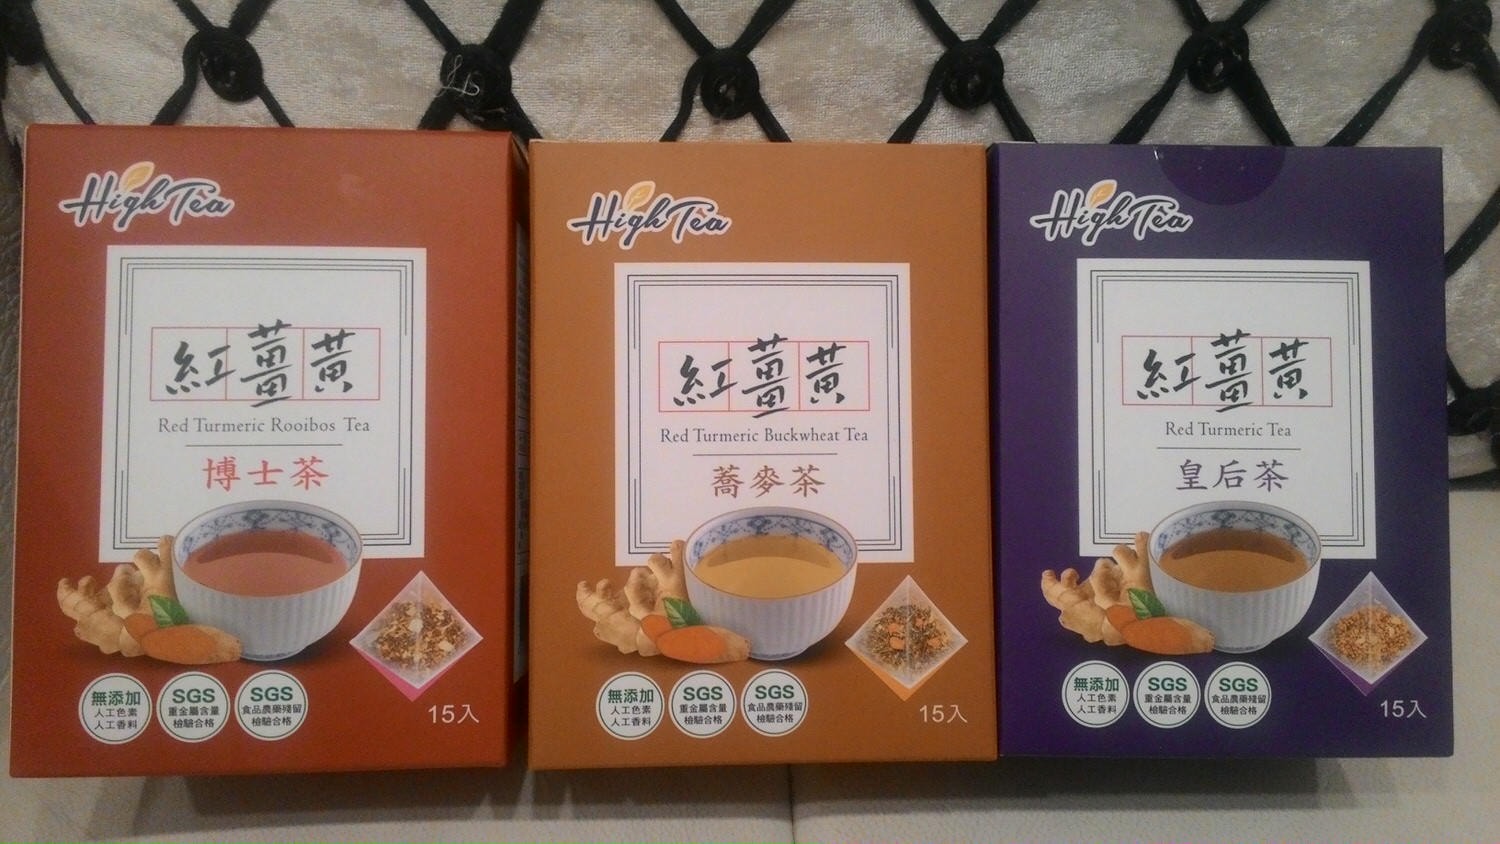 High Tea
紅薑黃
Red Turmeric Rooibos Tea
博士茶
無添加
人工色素
人工香料
SGS
重金屬含量
檢驗合格
SGS
食品農藥殘留
檢驗合格
15入
High Tea
紅薑黃
Red Turmeric Buckwheat Tea
蕎麥茶
無添加
人工色素
人工香料
SGS
重金屬含量
檢驗合格
SGS
食品農藥殘留
檢驗合格
15入
High Tea
紅薑黃
Red Turmeric Tea
皇后茶
無添加
人工色素
人工香料
SGS
重金屬含量
檢驗合格
SGS
食品農藥殘留
檢驗合格
15入